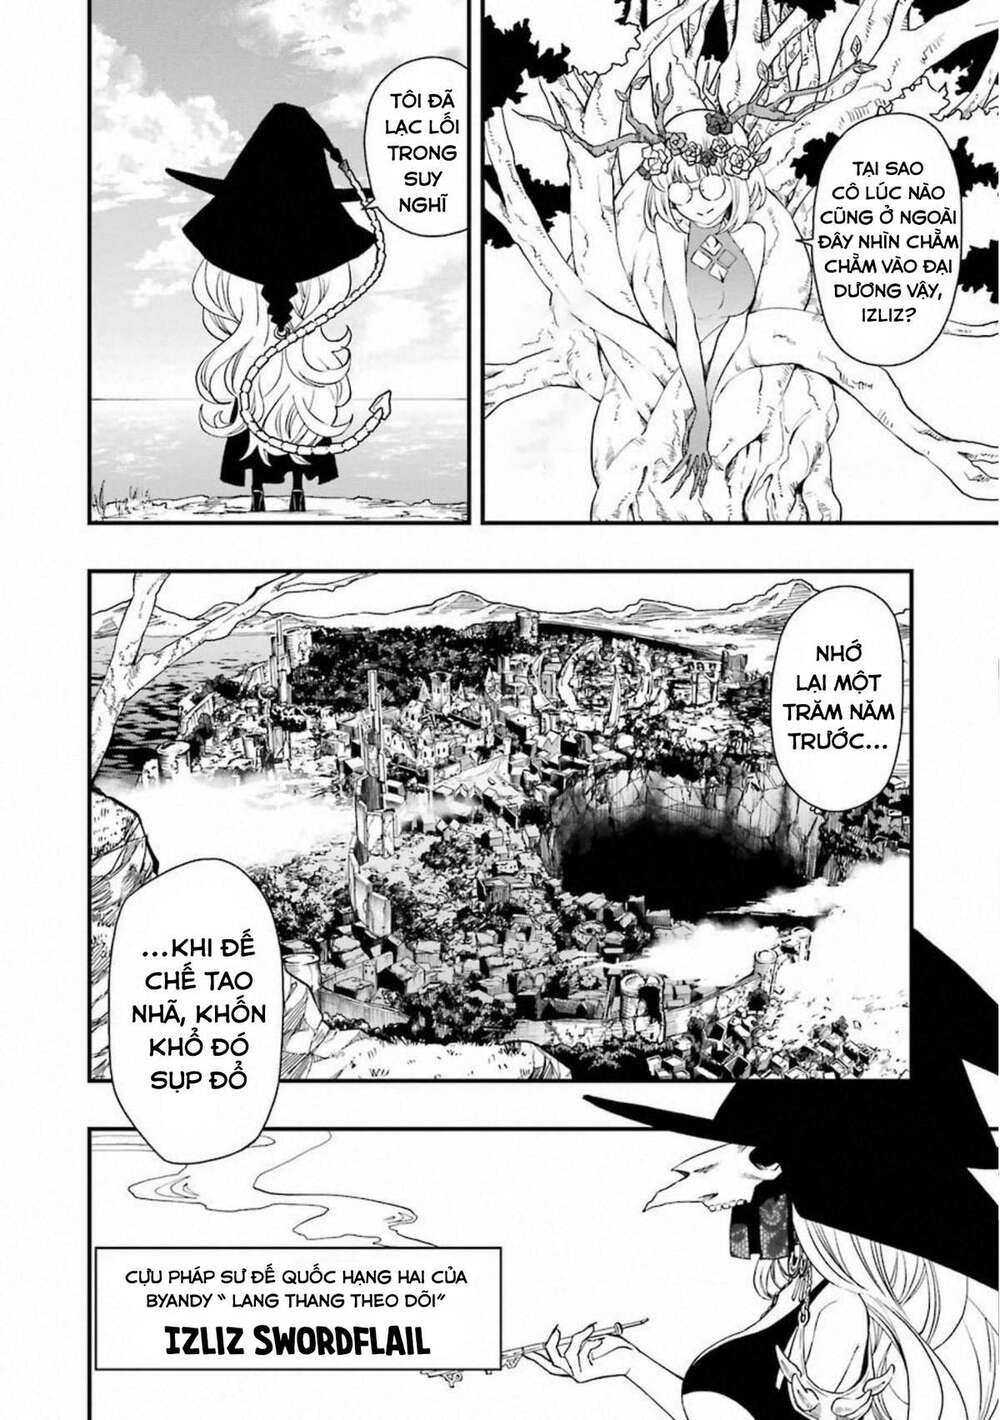 TẠI SAO
CÔ LÚC NÀO
CŨNG Ở NGOÀI
ĐÂY NHÌN CHẰM
CHẰM VÀO ĐẠI
DƯƠNG VẬY,
IZLIZ?
TÔI ĐÃ
LẠC LỐI
TRONG
SUY
NGHĨ
NHỚ
LẠI MỘT
TRĂM NĂM
TRƯỚC...
...KHI ĐẾ
CHẾ TAO
NHÃ, KHỐN
KHỔ ĐÓ
SỤP ĐỔ
CỰU PHÁP SƯ ĐẾ QUỐC HẠNG HAI CỦA
BYANDY “ LANG THANG THEO DÕI”
IZLIZ SWORDFLAIL